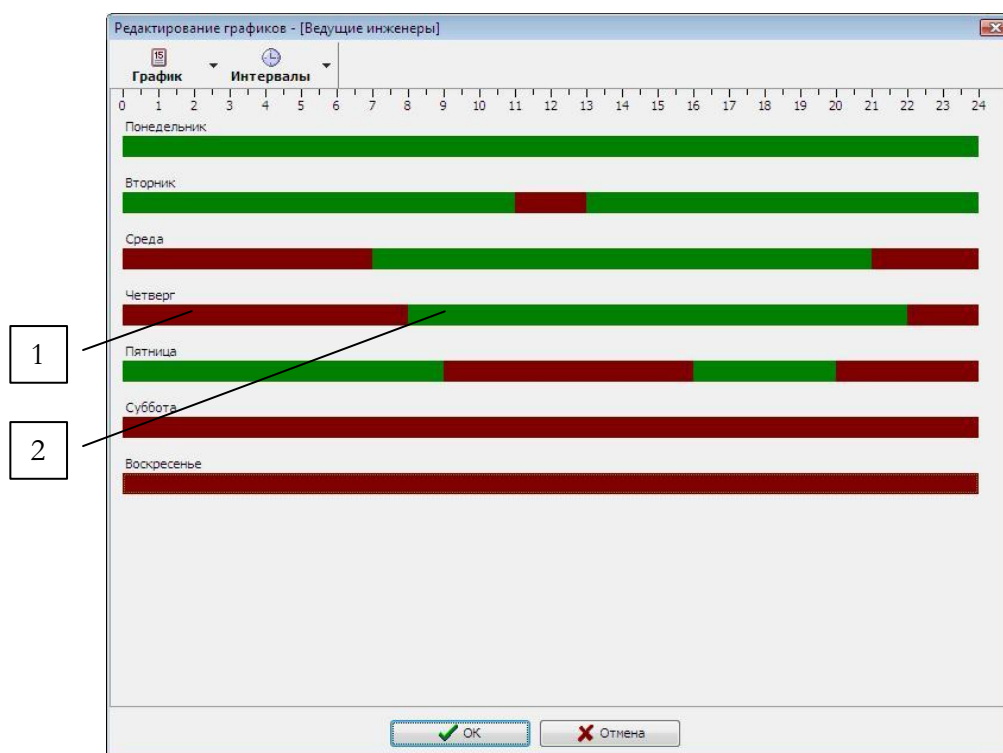 Редактирование графиков - [Ведущие инженеры]
15
График Интервалы
0 1 2 3 4 5 6 7 8 9 10 11 12 13 14 15 16 17 18 19 20 21 22 23 24
Понедельник
Вторник
Среда
Четверг
1
Пятница
Суббота
2
Воскресенье
OK Отмена